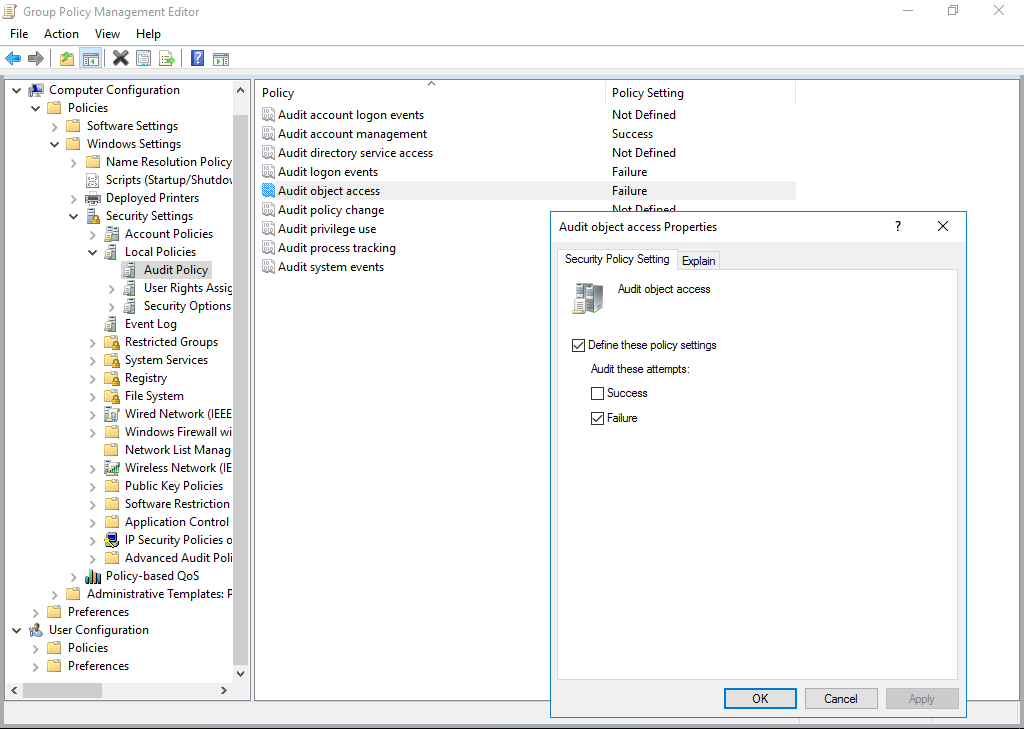 Group Policy Management Editor
File Action View Help
Computer Configuration
Policies
Software Settings
Windows Settings
Name Resolution Policy
Scripts (Startup/Shutdov
Deployed Printers
Security Settings
Account Policies
Local Policies
Audit Policy
User Rights Assig
Security Options
Event Log
Restricted Groups
System Services
Registry
File System
Wired Network (IEEE
Windows Firewall wi
Network List Manag
Wireless Network (IE
Public Key Policies
Software Restriction
Application Control
IP Security Policies o
Advanced Audit Poli
Policy-based QoS
Administrative Templates: P
Preferences
User Configuration
Policies
Preferences
Policy Policy Setting
Audit account logon events Not Defined
Audit account management Success
Audit directory service access Not Defined
Audit logon events Failure
Audit object access Failure
Audit policy change Not Defined
Audit privilege use
Audit process tracking
Audit system events
Audit object access Properties ?
Security Policy Setting Explain
Audit object access
Define these policy settings
Audit these attempts:
Success
Failure
OK Cancel Apply